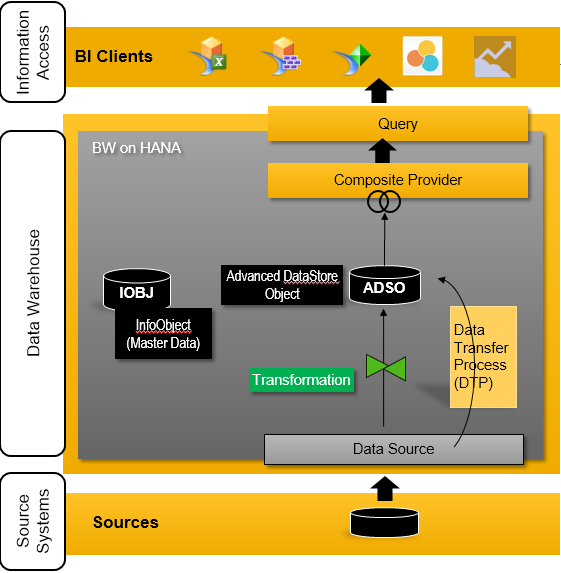 Information
Access
BI Clients
X
Query
BW on HANA
Composite Provider
Data Warehouse
Advanced DataStore
Object
ADSO
IOBJ
InfoObject
(Master Data)
Data
Transfer
Process
(DTP)
Transformation
Data Source
Source
Systems
Sources